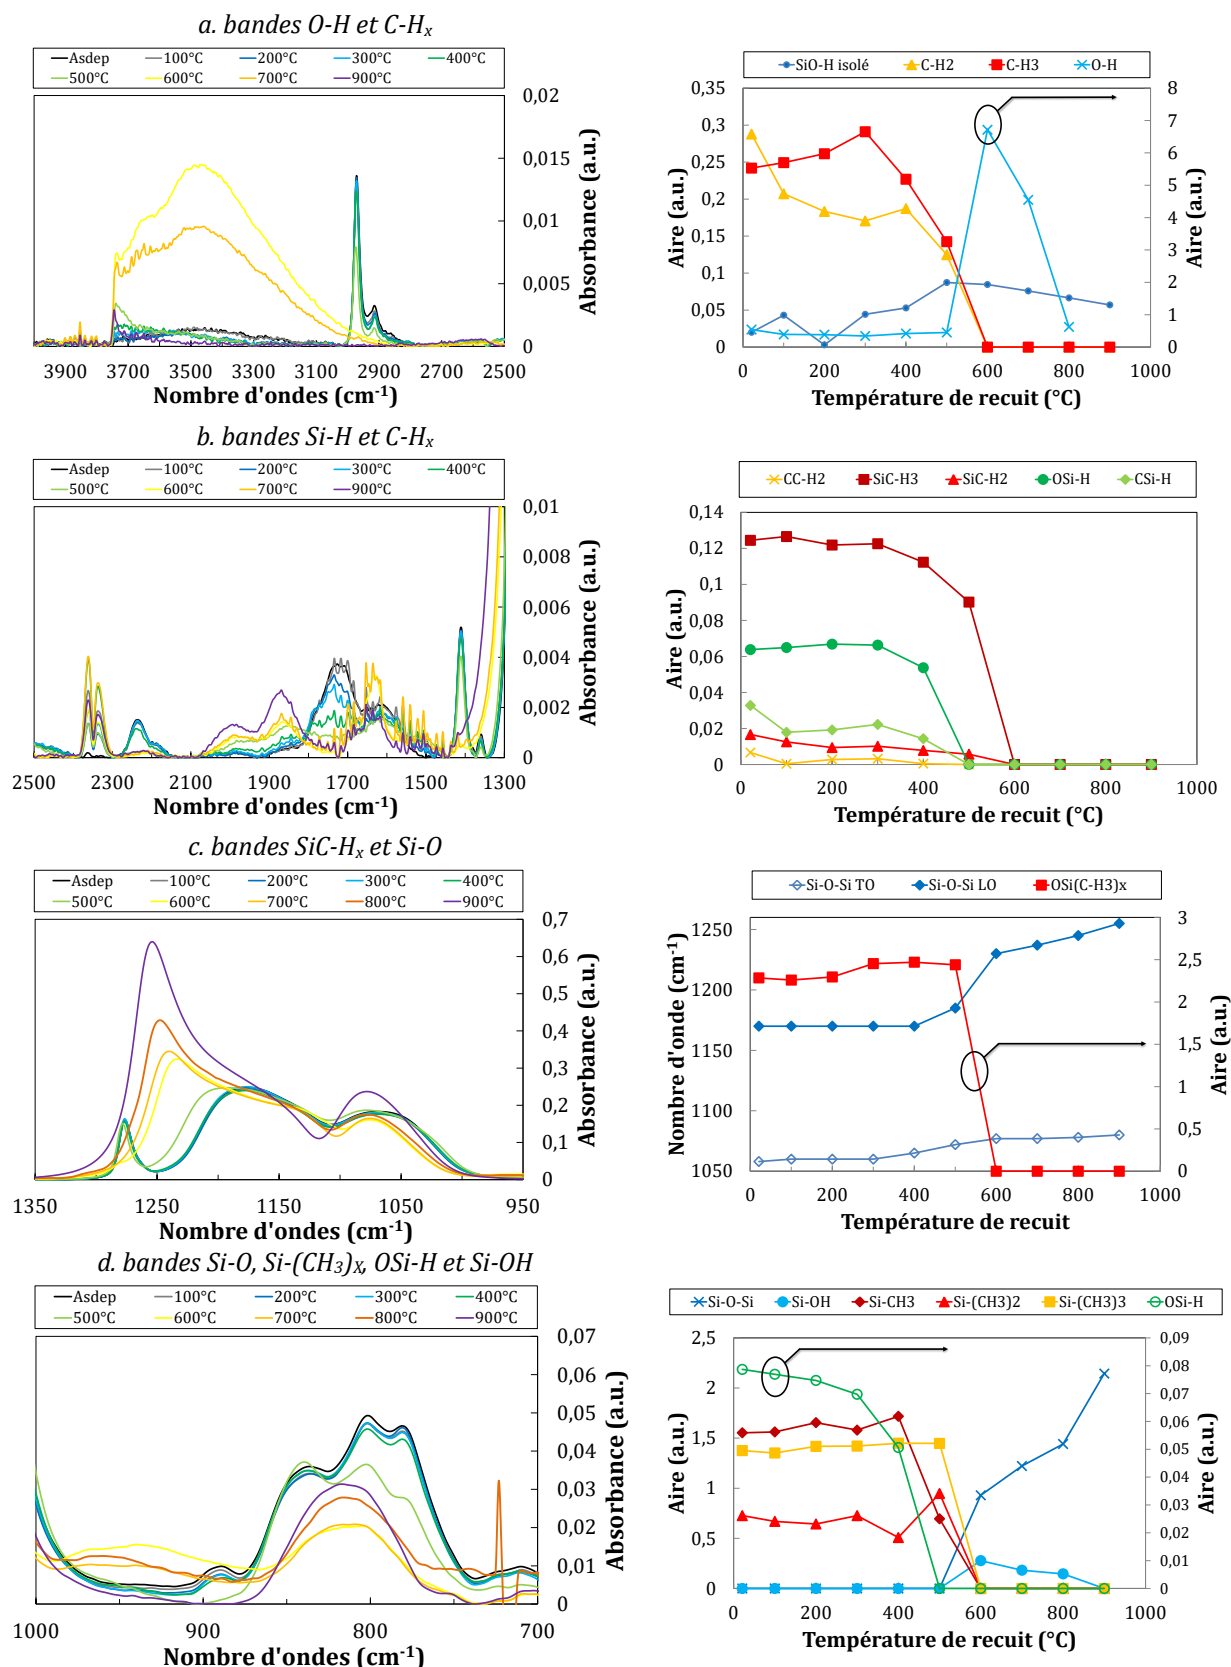 a. bandes O-H et C-Hx
Asdep 100°C 200°C 300°C 400°C
500°C 600°C 700°C 900°C
0,02
0,015
0,01
0,005
0
Absorbance (a.u.)
3900 3700 3500 3300 3100 2900 2700 2500
Nombre d'ondes (cm-1)
SiO-H isolé C-H2 C-H3 O-H
0,35
0,3
0,25
0,2
0,15
0,1
0,05
0
Aire (a.u.)
8
7
6
5
4
3
2
1
0
Aire (a.u.)
0 200 400 600 800 1000
Température de recuit (°C)
b. bandes Si-H et C-Hx
Asdep 100°C 200°C 300°C 400°C
500°C 600°C 700°C 900°C
0,01
0,008
0,006
0,004
0,002
0
Absorbance (a.u.)
2500 2300 2100 1900 1700 1500 1300
Nombre d'ondes (cm-1)
CC-H2 SiC-H3 SiC-H2 OSi-H CSi-H
0,14
0,12
0,1
0,08
0,06
0,04
0,02
0
Aire (a.u.)
0 200 400 600 800 1000
Température de recuit (°C)
c. bandes SiC-Hx et Si-O
Asdep 100°C 200°C 300°C 400°C
500°C 600°C 700°C 800°C 900°C
0,7
0,6
0,5
0,4
0,3
0,2
0,1
0
Absorbance (a.u.)
1350 1250 1150 1050 950
Nombre d'ondes (cm-1)
Si-O-Si TO Si-O-Si LO OSi(C-H3)x
1250
1200
1150
1100
1050
Nombre d'onde (cm-1)
3
2,5
2
1,5
1
0,5
0
Aire (a.u.)
0 200 400 600 800 1000
Température de recuit
d. bandes Si-O, Si-(CH3)X, OSi-H et Si-OH
Asdep 100°C 200°C 300°C 400°C
500°C 600°C 700°C 800°C 900°C
0,07
0,06
0,05
0,04
0,03
0,02
0,01
0
Absorbance (a.u.)
1000 900 800 700
Nombre d'ondes (cm-1)
Si-O-Si Si-OH Si-CH3 Si-(CH3)2 Si-(CH3)3 OSi-H
2,5
2
1,5
1
0,5
0
Aire (a.u.)
0,09
0,08
0,07
0,06
0,05
0,04
0,03
0,02
0,01
0
Aire (a.u.)
0 200 400 600 800 1000
Température de recuit (°C)